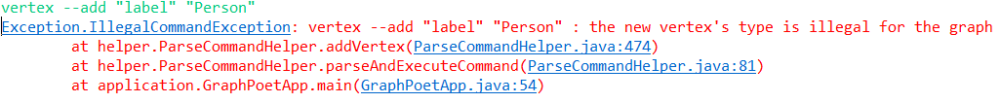 vertex --add "label" "Person"
Exception.IllegalCommandException: vertex --add "label" "Person" : the new vertex's type is illegal for the graph
at helper.ParseCommandHelper.addVertex(ParseCommandHelper.java:474)
at helper.ParseCommandHelper.parseAndExecuteCommand(ParseCommandHelper.java:81)
at application.GraphPoetApp.main(GraphPoetApp.java:54)